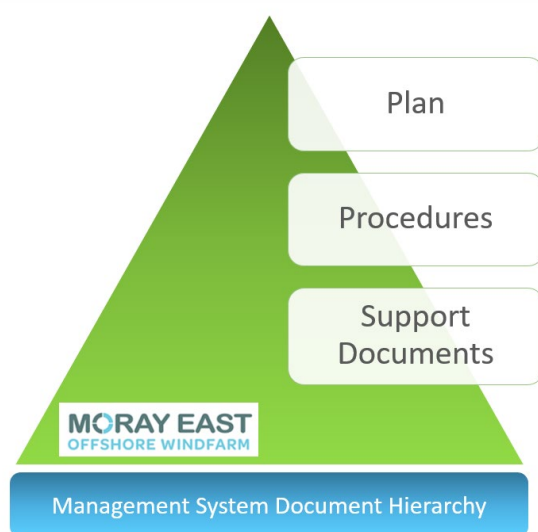 Plan
Procedures
Support
Documents
MORAY EAST
OFFSHORE WINDFARM
Management System Document Hierarchy